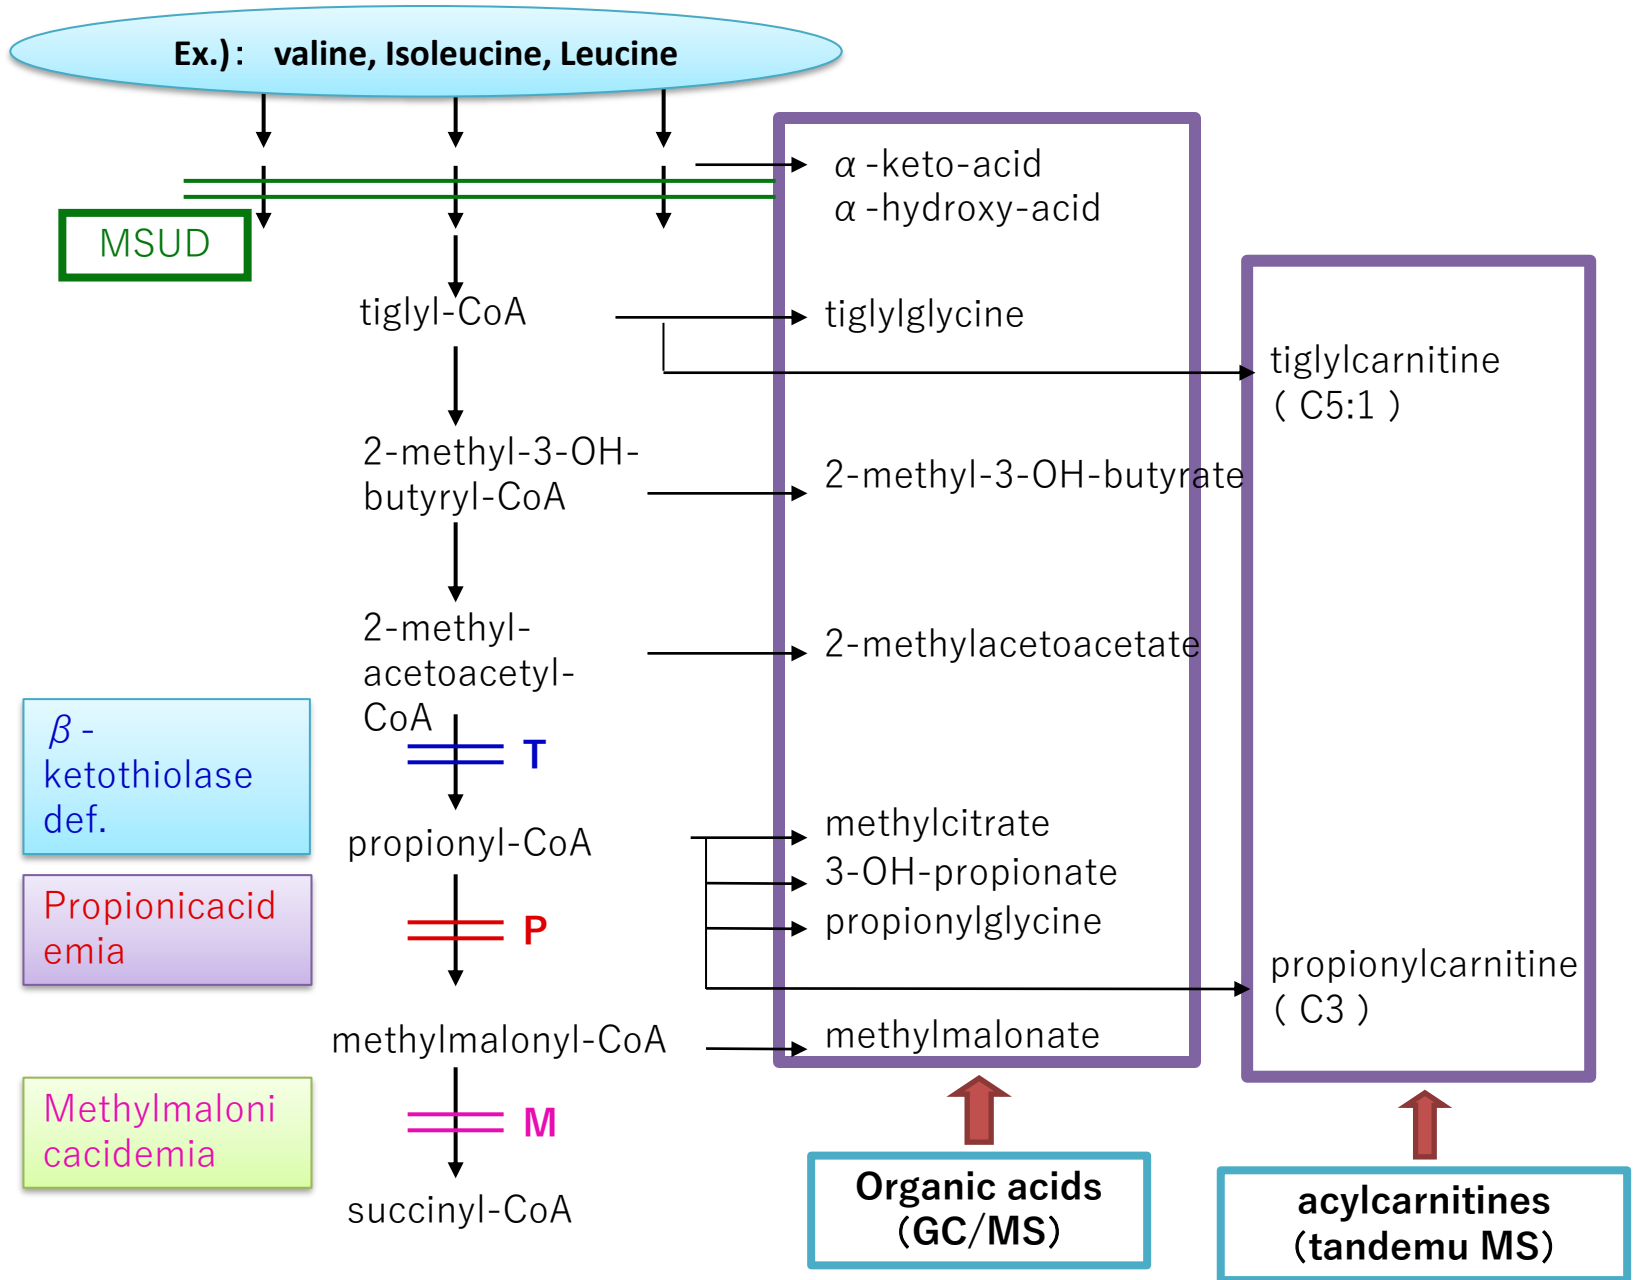 Ex.)： valine, Isoleucine, Leucine
α-keto-acid
α-hydroxy-acid
MSUD
tiglyl-CoA
tiglylglycine
tiglylcarnitine
( C5:1 )
2-methyl-3-OH-
butyryl-CoA
2-methyl-3-OH-butyrate
2-methyl-
acetoacetyl-
CoA
2-methylacetoacetate
β-
ketothiolase
def.
T
propionyl-CoA
methylcitrate
3-OH-propionate
propionylglycine
Propionicacid
emia
P
propionylcarnitine
( C3 )
methylmalonyl-CoA
methylmalonate
Methylmaloni
cacidemia
M
succinyl-CoA
Organic acids
(GC/MS)
acylcarnitines
(tandemu MS)